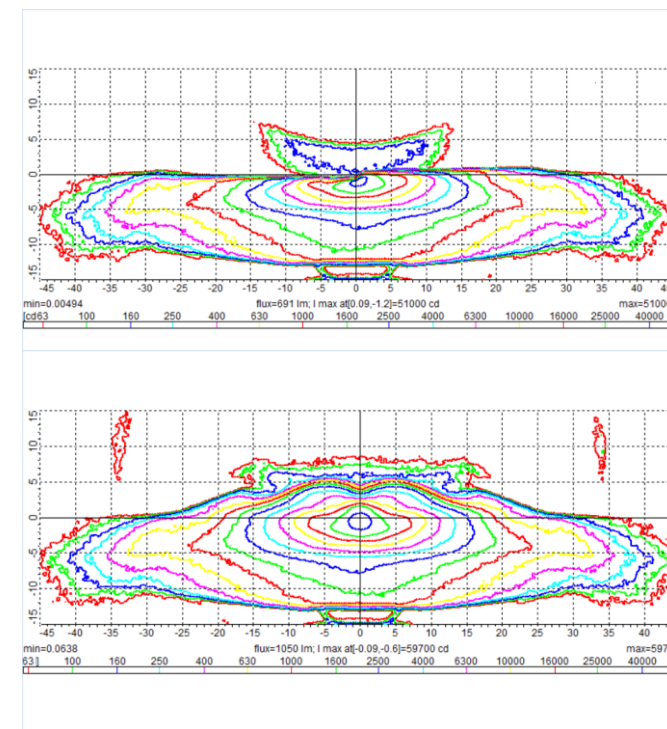 15
10
5
0
-5
-10
-15
-45 -40 -35 -30 -25 -20 -15 -10 -5 0 5 10 15 20 25 30 35 40
min=0.00494 flux=691 lm; I max at[0.09,-1.2]=51000 cd max=5100
[cd63 100 160 250 400 630 1000 1600 2500 4000 6300 10000 16000 25000 40000
15
10
5
0
-5
-10
-15
-45 -40 -35 -30 -25 -20 -15 -10 -5 0 5 10 15 20 25 30 35 40
min=0.0638 flux=1050 lm; I max at[-0.09,-0.6]=59700 cd max=597
63 100 160 250 400 630 1000 1600 2500 4000 6300 10000 16000 25000 40000